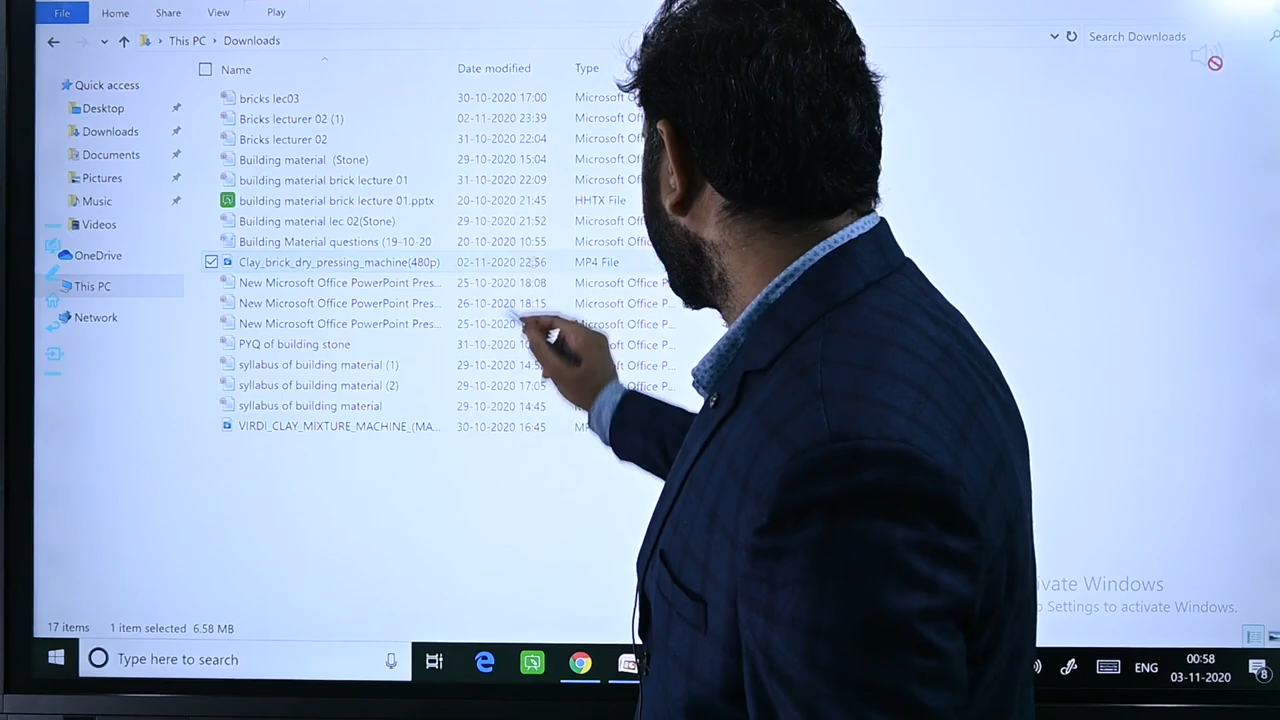 File Home Share View Play
This PC > Downloads
Search Downloads
Name Date modified Type
Quick access
Desktop
Downloads
Documents
Pictures
Music
Videos
OneDrive
This PC
Network
bricks lec03 30-10-2020 17:00 Microsoft O
Bricks lecturer 02 (1) 02-11-2020 23:39 Microsoft Of
Bricks lecturer 02 31-10-2020 22:04 Microsoft Of
Building material (Stone) 29-10-2020 15:04 Microsoft O
building material brick lecture 01 31-10-2020 22:09 Microsoft O
building material brick lecture 01.pptx 20-10-2020 21:45 HHTX File
Building material lec 02(Stone) 29-10-2020 21:52 Microsoft Of
Building Material questions (19-10-20 20-10-2020 10:55 Microsoft Of
Clay_brick_dry_pressing_machine(480p) 02-11-2020 22:56 MP4 File
New Microsoft Office PowerPoint Pres... 25-10-2020 18:08 Microsoft Office P
New Microsoft Office PowerPoint Pres... 26-10-2020 18:15 Microsoft Office P...
New Microsoft Office PowerPoint Pres... 25-10-2020 Microsoft Office P...
PYQ of building stone 31-10-2020 Office P...
syllabus of building material (1) 29-10-2020 Office P...
syllabus of building material (2) 29-10-2020 17:05 Office P...
syllabus of building material 29-10-2020 14:45
VIRDI_CLAY_MIXTURE_MACHINE_(MA... 30-10-2020 16:45
ivate Windows
Settings to activate Windows.
17 items 1 item selected 6.58 MB
Type here to search
ENG
00:58
03-11-2020
8